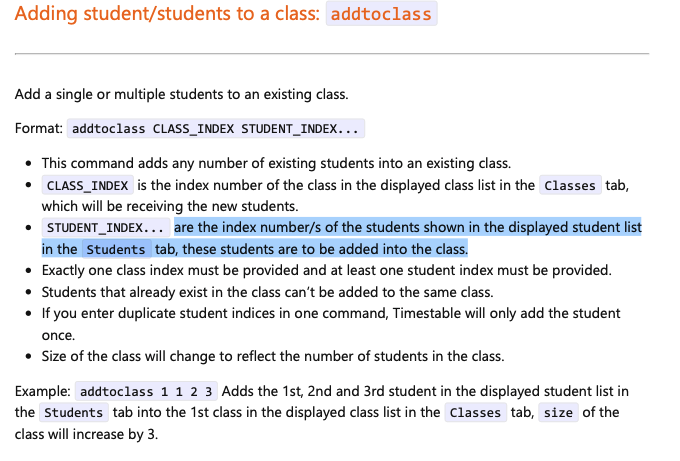 Adding student/students to a class: addtoclass
Add a single or multiple students to an existing class.
Format: addtoclass CLASS_INDEX STUDENT_INDEX...
• This command adds any number of existing students into an existing class.
• CLASS_INDEX is the index number of the class in the displayed class list in the Classes tab,
which will be receiving the new students.
• STUDENT_INDEX... are the index number/s of the students shown in the displayed student list
in the Students tab, these students are to be added into the class.
• Exactly one class index must be provided and at least one student index must be provided.
• Students that already exist in the class can't be added to the same class.
• If you enter duplicate student indices in one command, Timestable will only add the student
once.
• Size of the class will change to reflect the number of students in the class.
Example: addtoclass 1 1 2 3 Adds the 1st, 2nd and 3rd student in the displayed student list in
the Students tab into the 1st class in the displayed class list in the Classes tab, size of the
class will increase by 3.